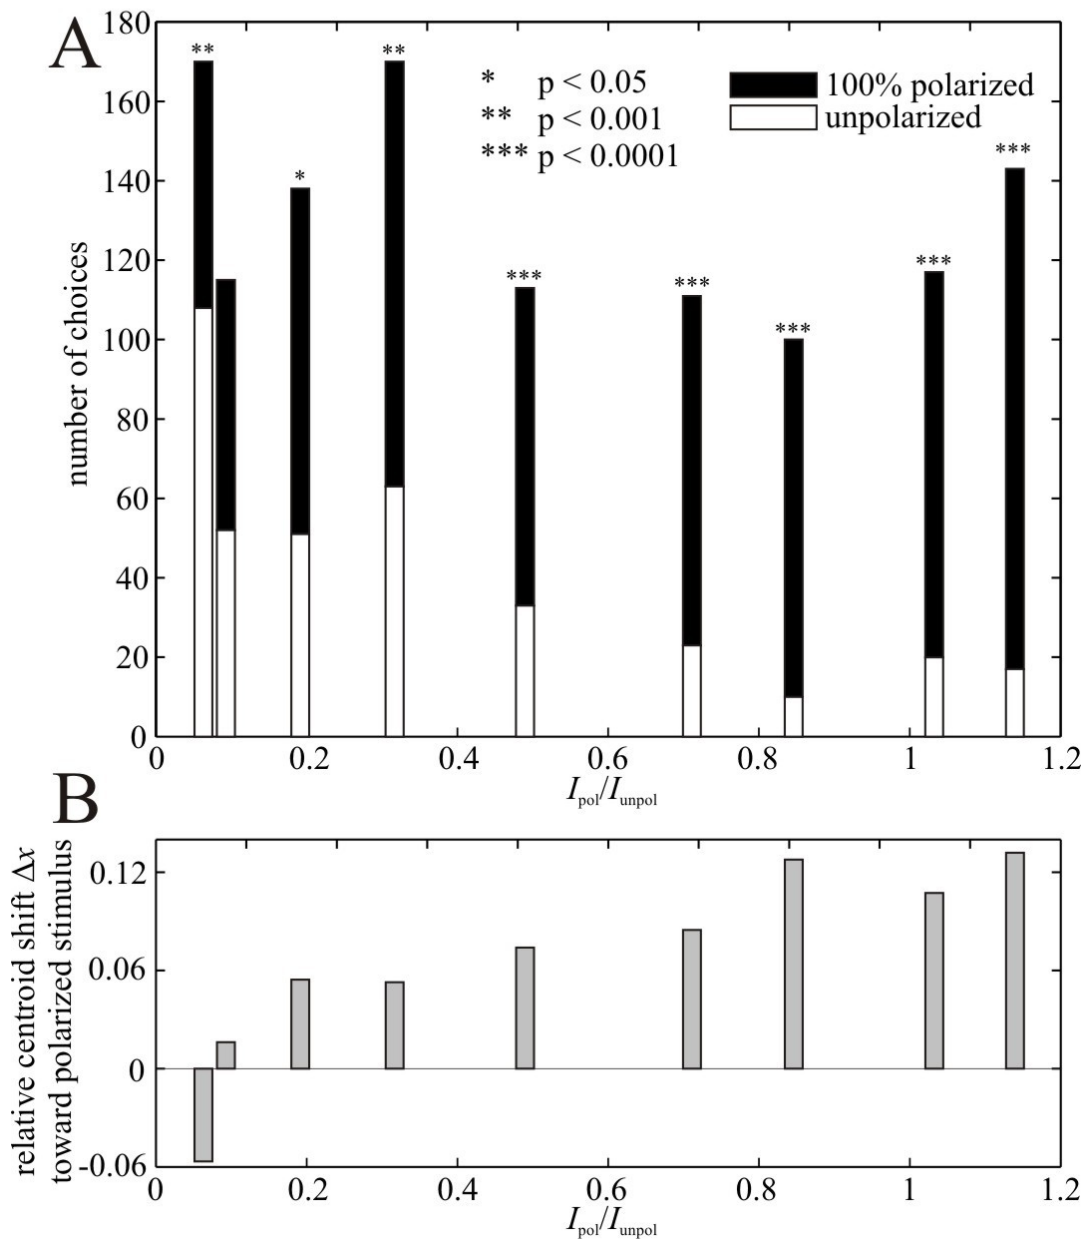 A
180
160
140
120
100
80
60
40
20
0
number of choices
**
*
**
***
***
***
***
***
* p < 0.05
** p < 0.001
*** p < 0.0001
100% polarized
unpolarized
0 0.2 0.4 0.6 0.8 1 1.2
Ipol/Iunpol
B
0.12
0.06
0
-0.06
relative centroid shift Δx
toward polarized stimulus
0 0.2 0.4 0.6 0.8 1 1.2
Ipol/Iunpol